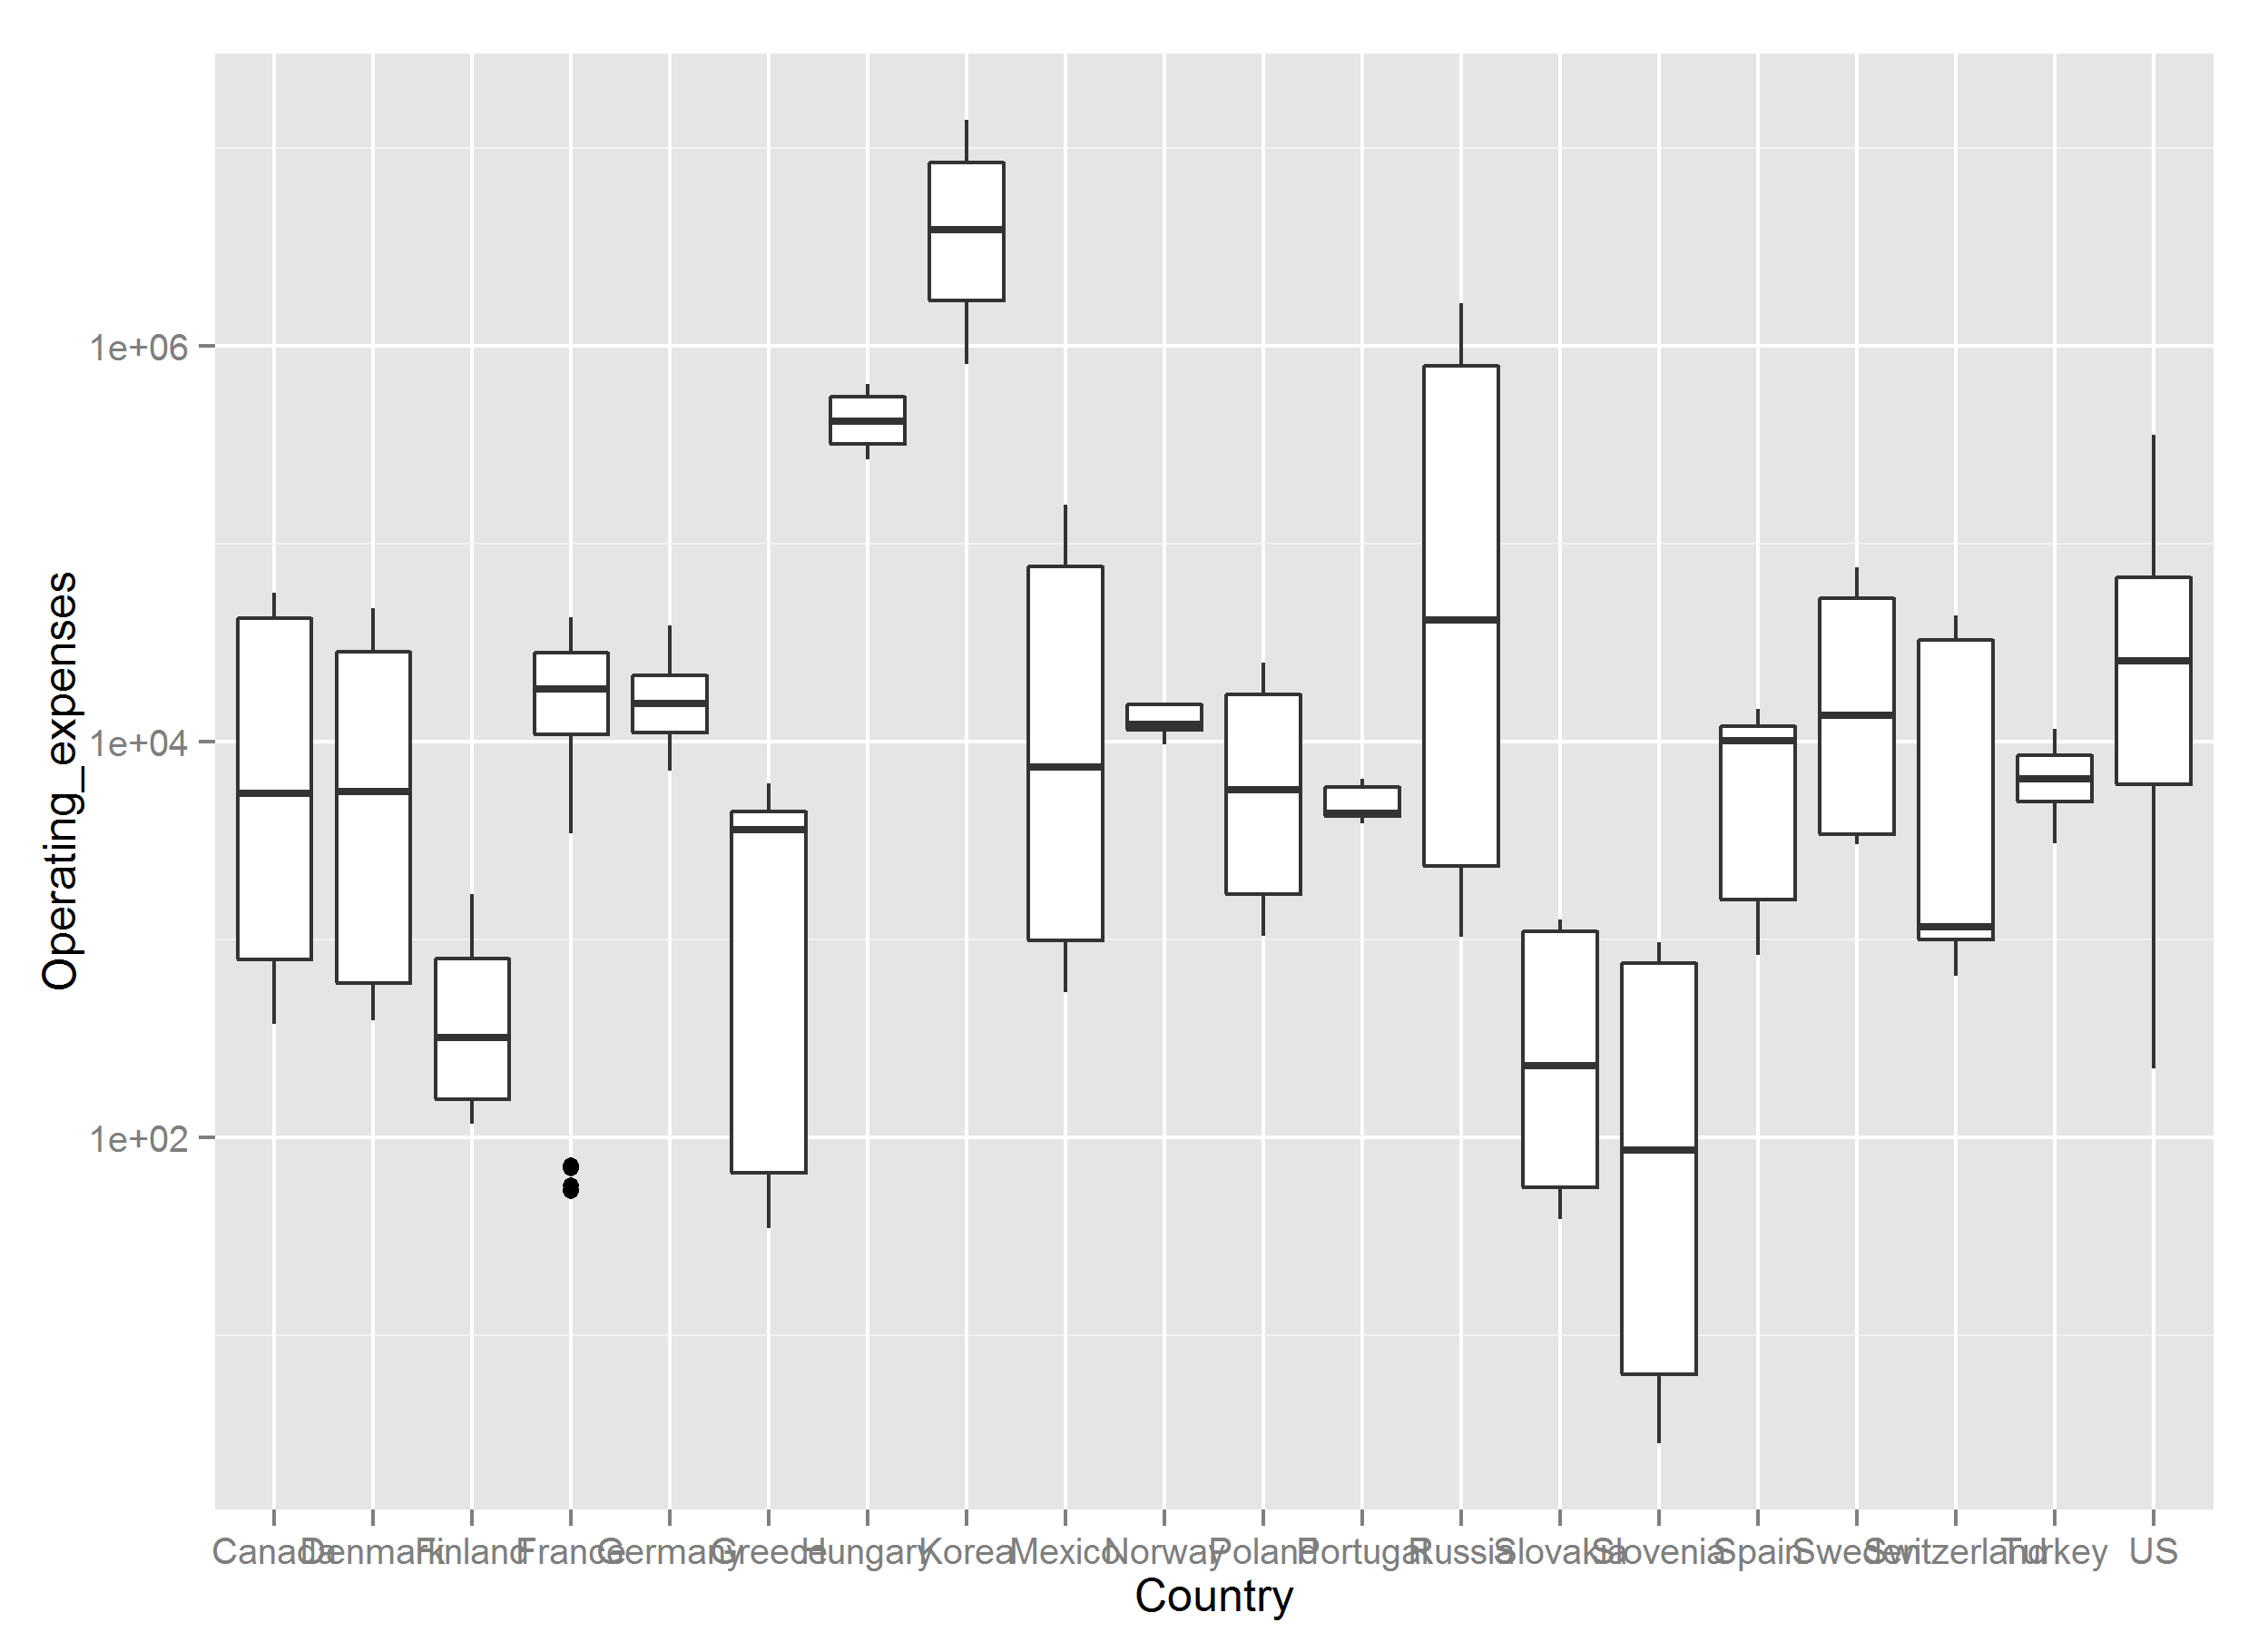 Operating_expenses
1e+06
1e+04
1e+02
Canada Denmark Finland France Germany Greece Hungary Korea Mexico Norway Poland Portugal Russia Slovakia Slovenia Spain Sweden Switzerland Turkey US
Country